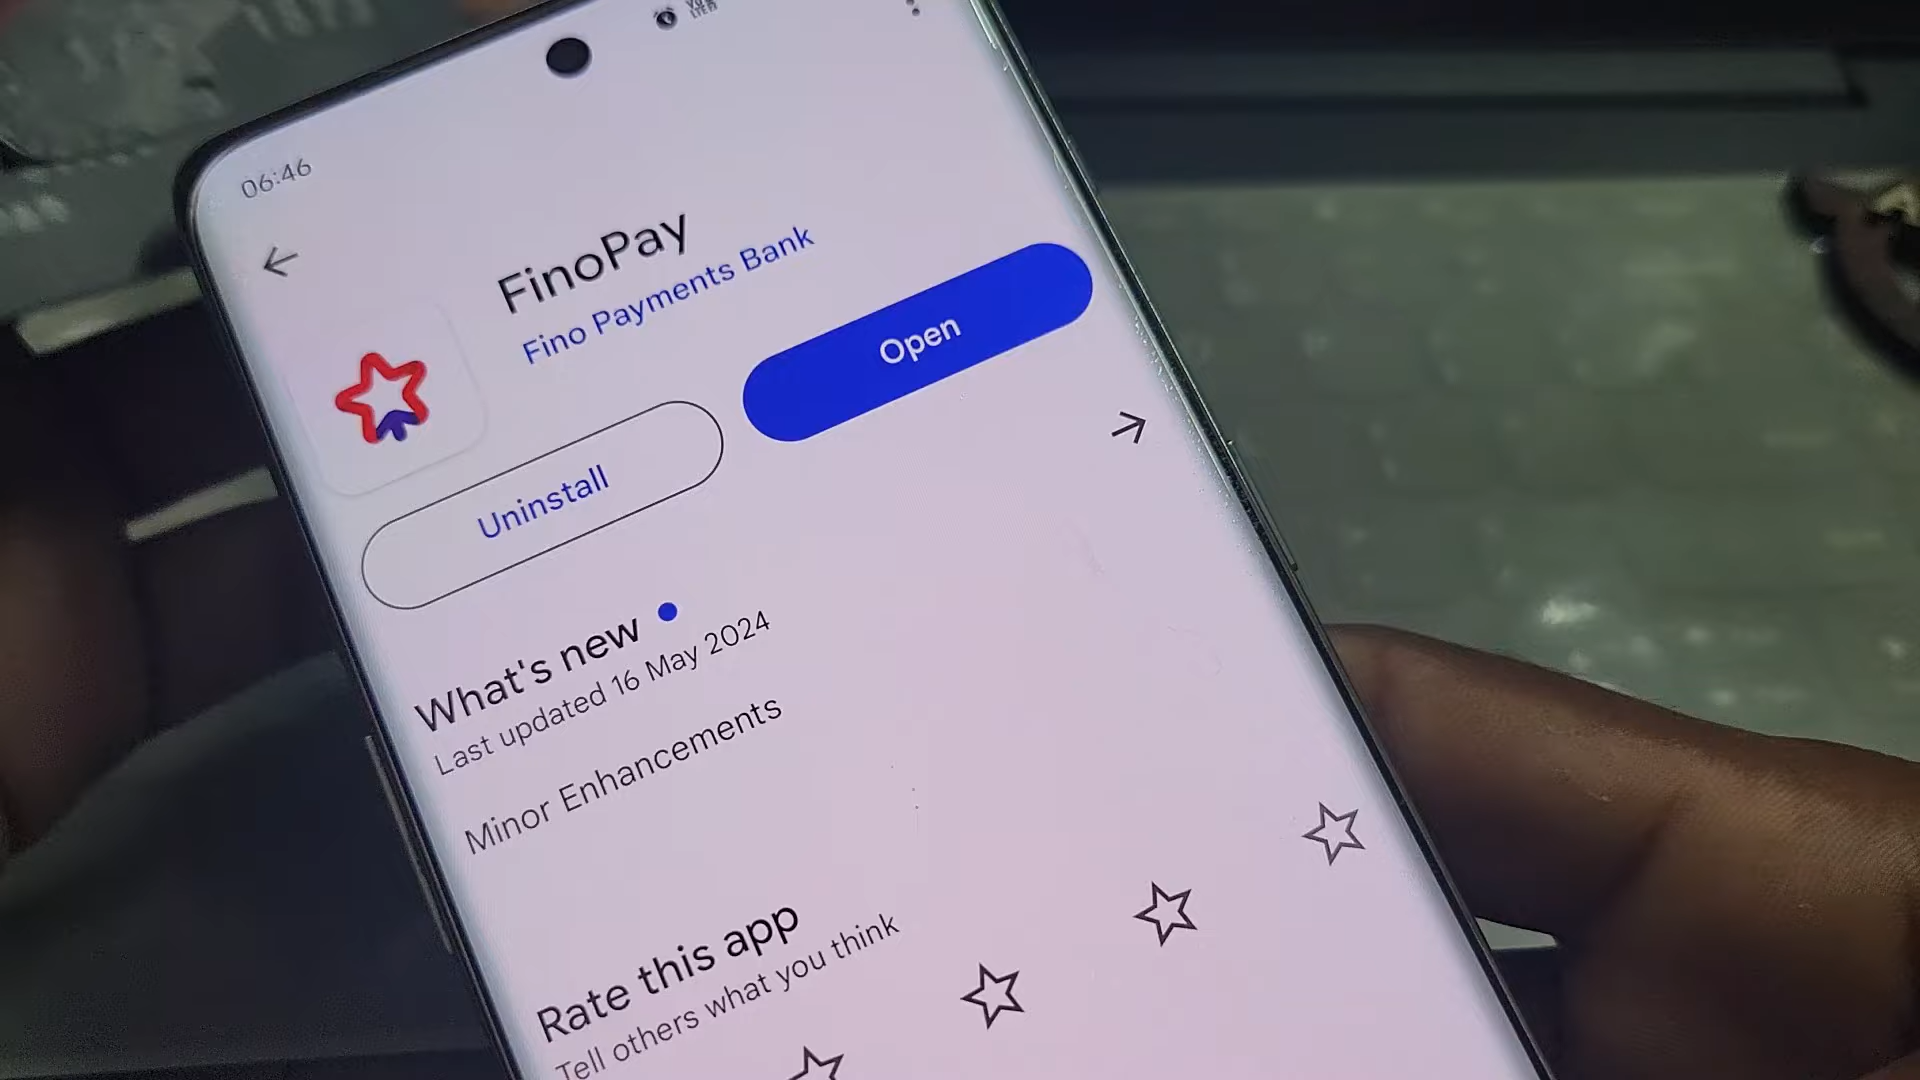 06:46
FinoPay
Fino Payments Bank
Uninstall
Open
What's new
Last updated 16 May 2024
Minor Enhancements
Rate this app
Tell others what you think